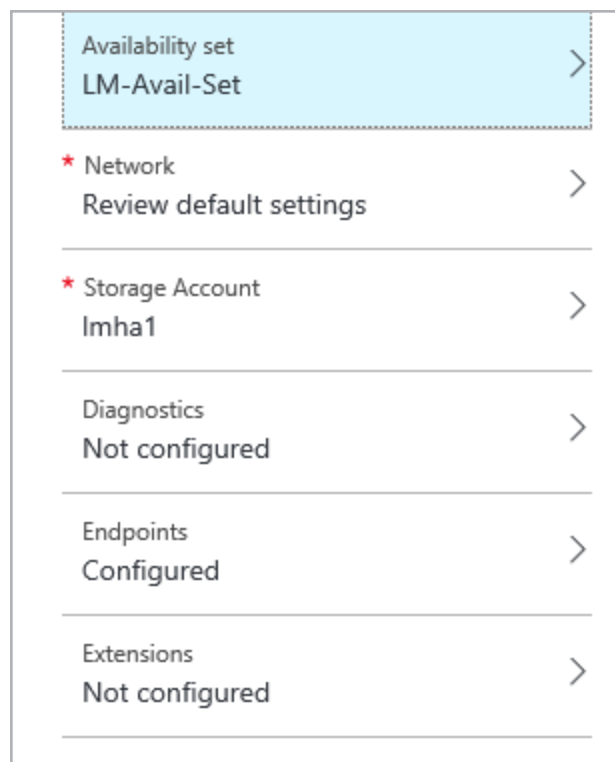 Availability set
LM-Avail-Set
* Network
Review default settings
* Storage Account
lmha1
Diagnostics
Not configured
Endpoints
Configured
Extensions
Not configured